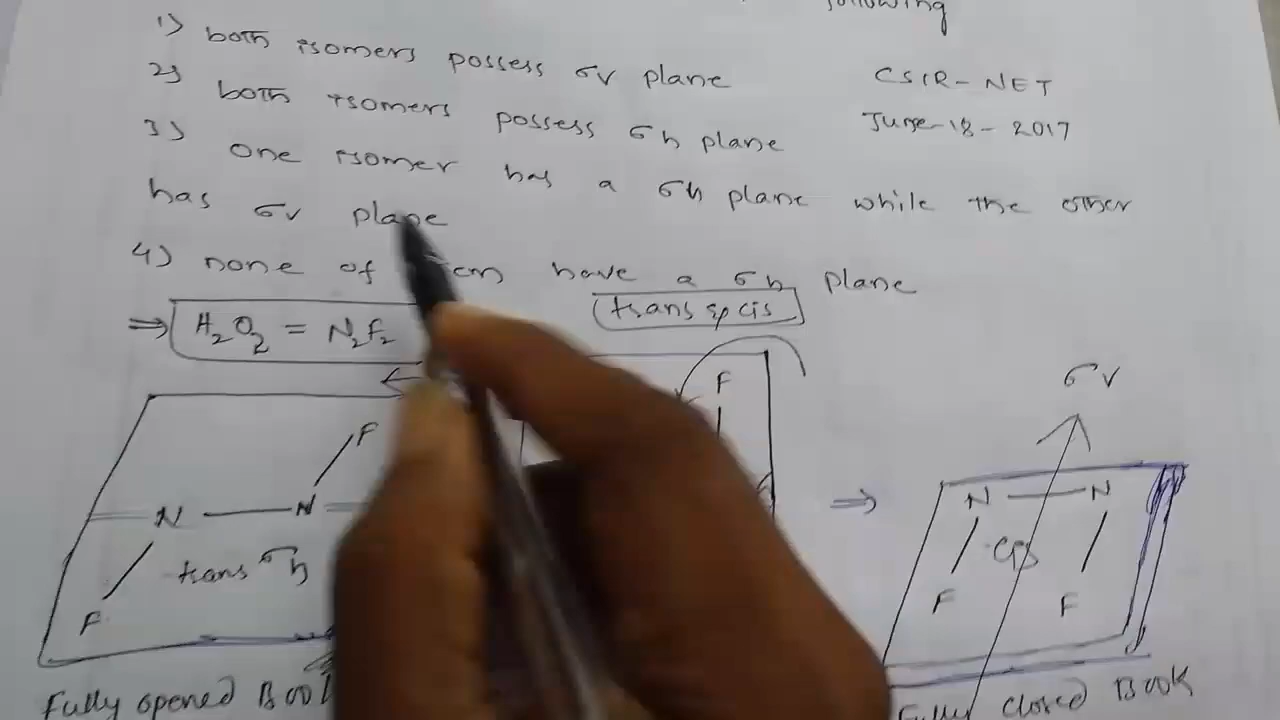 following
1) both isomers possess σv plane
CSIR-NET
2) both isomers possess σh plane
June-18-2017
3) one isomer has a σh plane while the other
has σv plane
4) none of have a σh plane
trans cis
⇒ H₂O₂ = N₂F₂
F
σv
F
N N
N N
cis
trans σh
F
F F
Fully opened
Fully closed Book